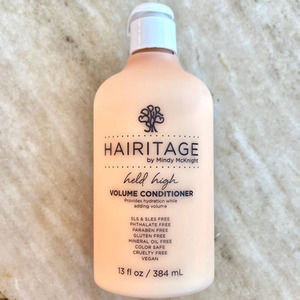 HAIRITAGE
by Mindy McKnight
held high
VOLUME CONDITIONER
Provides hydration while
adding volume
SLS & SLES FREE
PHTHALATE FREE
PARABEN FREE
GLUTEN FREE
MINERAL OIL FREE
COLOR SAFE
CRUELTY FREE
VEGAN
13 fl oz / 384 mL